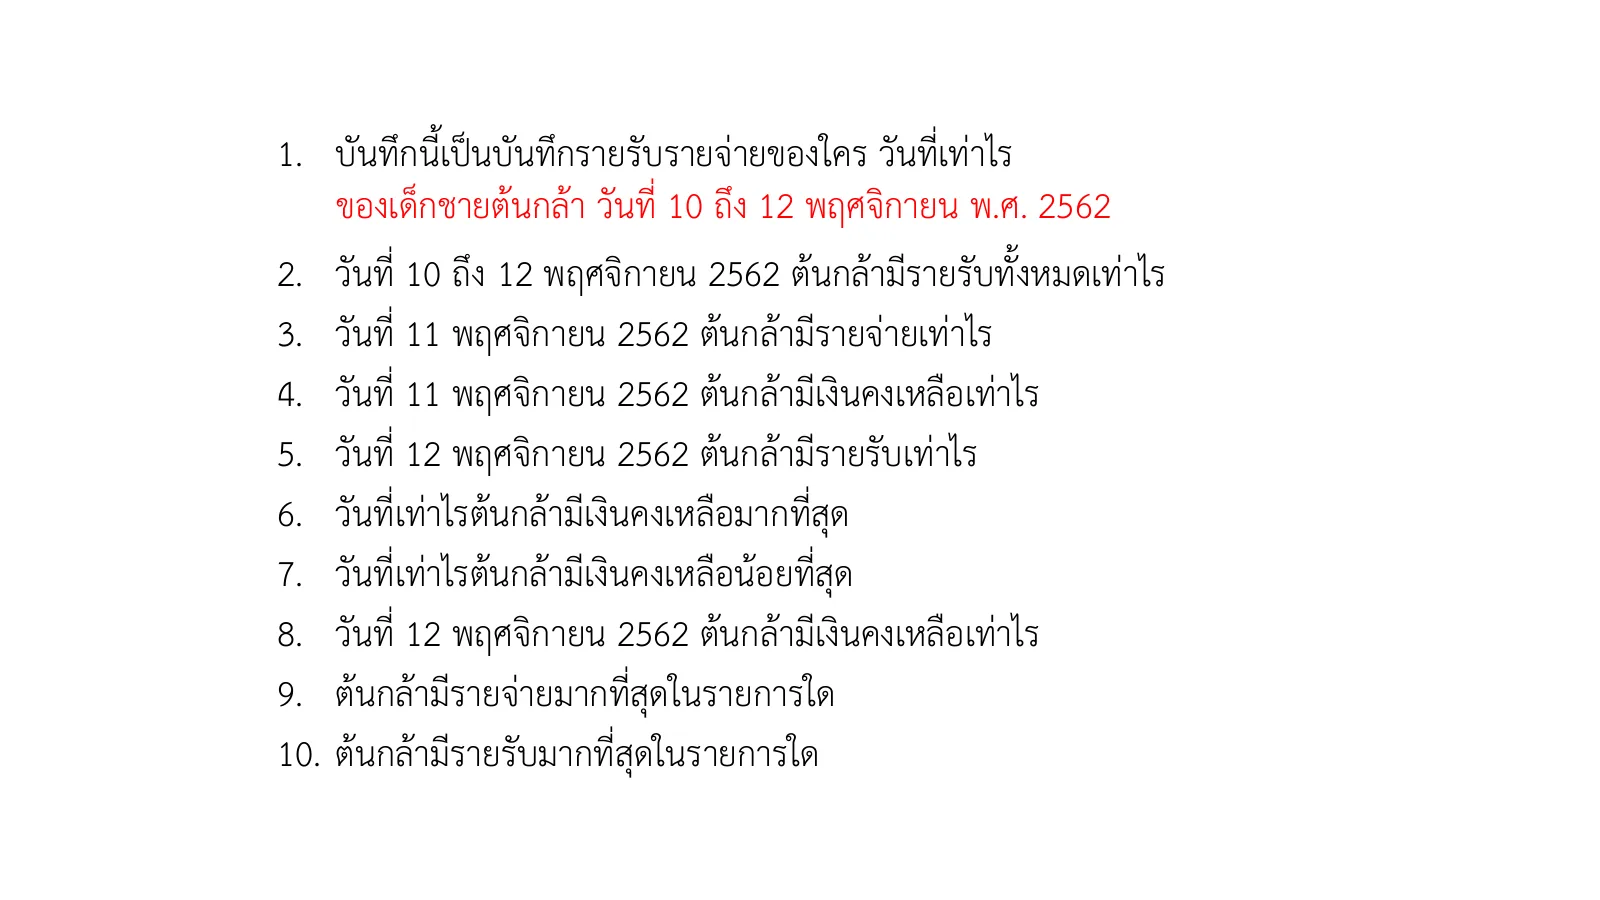 1. บันทึกนี้เป็นบันทึกรายรับรายจ่ายของใคร วันที่เท่าไร
ของเด็กชายต้นกล้า วันที่ 10 ถึง 12 พฤศจิกายน พ.ศ. 2562
2. วันที่ 10 ถึง 12 พฤศจิกายน 2562 ต้นกล้ามีรายรับทั้งหมดเท่าไร
3. วันที่ 11 พฤศจิกายน 2562 ต้นกล้ามีรายจ่ายเท่าไร
4. วันที่ 11 พฤศจิกายน 2562 ต้นกล้ามีเงินคงเหลือเท่าไร
5. วันที่ 12 พฤศจิกายน 2562 ต้นกล้ามีรายรับเท่าไร
6. วันที่เท่าไรต้นกล้ามีเงินคงเหลือมากที่สุด
7. วันที่เท่าไรต้นกล้ามีเงินคงเหลือน้อยที่สุด
8. วันที่ 12 พฤศจิกายน 2562 ต้นกล้ามีเงินคงเหลือเท่าไร
9. ต้นกล้ามีรายจ่ายมากที่สุดในรายการใด
10. ต้นกล้ามีรายรับมากที่สุดในรายการใด